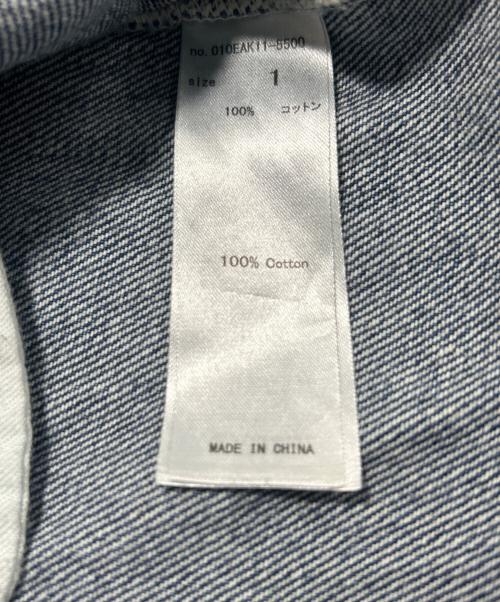 no. 010EAK11-5500
size 1
100% コットン
100% Cotton
MADE IN CHINA